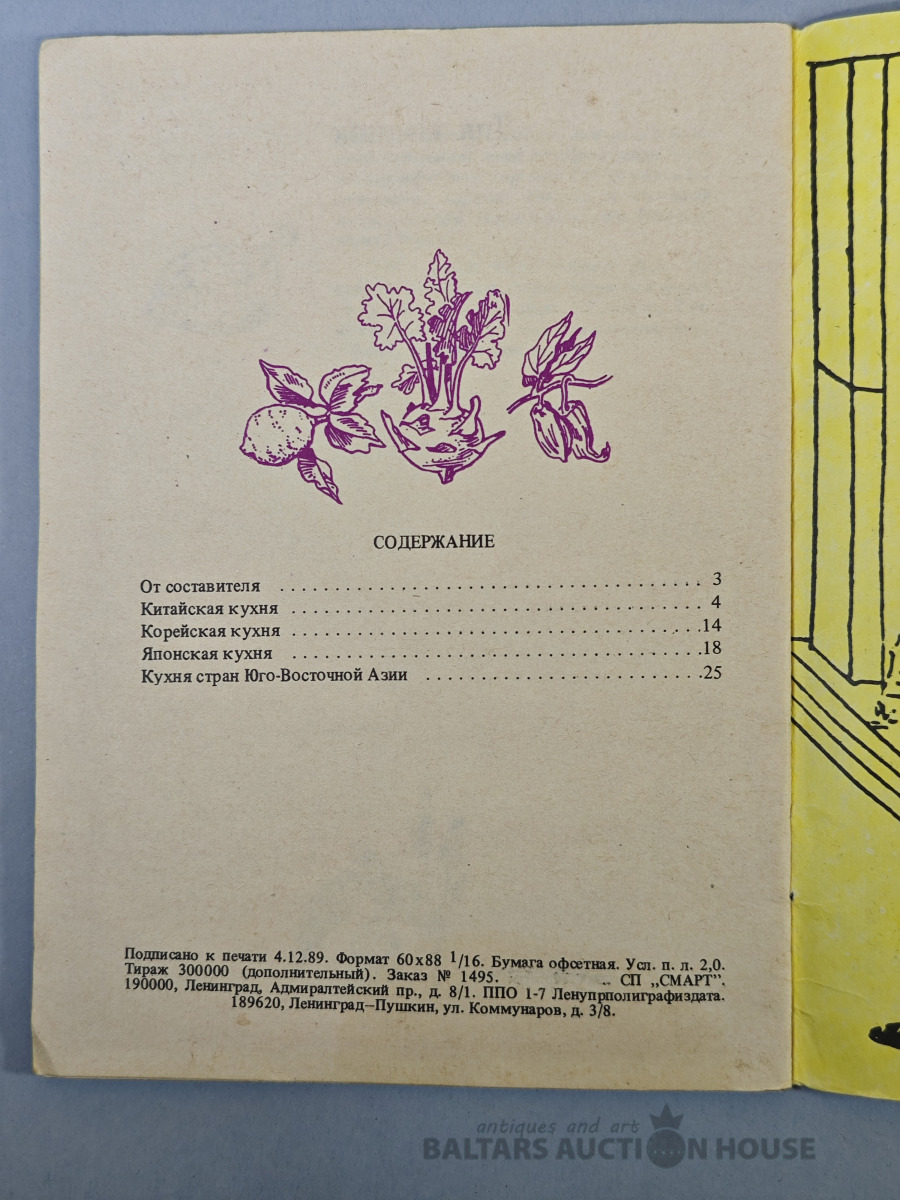 СОДЕРЖАНИЕ
От составителя . . . . . . . . . . . . . . . . . . . . . . . . . . . . . . . . . . . . . . 3
Китайская кухня . . . . . . . . . . . . . . . . . . . . . . . . . . . . . . . . . . . . . 4
Корейская кухня . . . . . . . . . . . . . . . . . . . . . . . . . . . . . . . . . . . . .14
Японская кухня . . . . . . . . . . . . . . . . . . . . . . . . . . . . . . . . . . . . .18
Кухня стран Юго-Восточной Азии . . . . . . . . . . . . . . . . . . . . . . . . .25
Подписано к печати 4.12.89. Формат 60x88 1/16. Бумага офсетная. Усл. п. л. 2,0.
Тираж 300000 (дополнительный). Заказ № 1495. СП „СМАРТ".
190000, Ленинград, Адмиралтейский пр., д. 8/1. ППО 1-7 Ленупрполиграфиздата.
189620, Ленинград—Пушкин, ул. Коммунаров, д. 3/8.
antiques and art
BALTARS AUCTION HOUSE